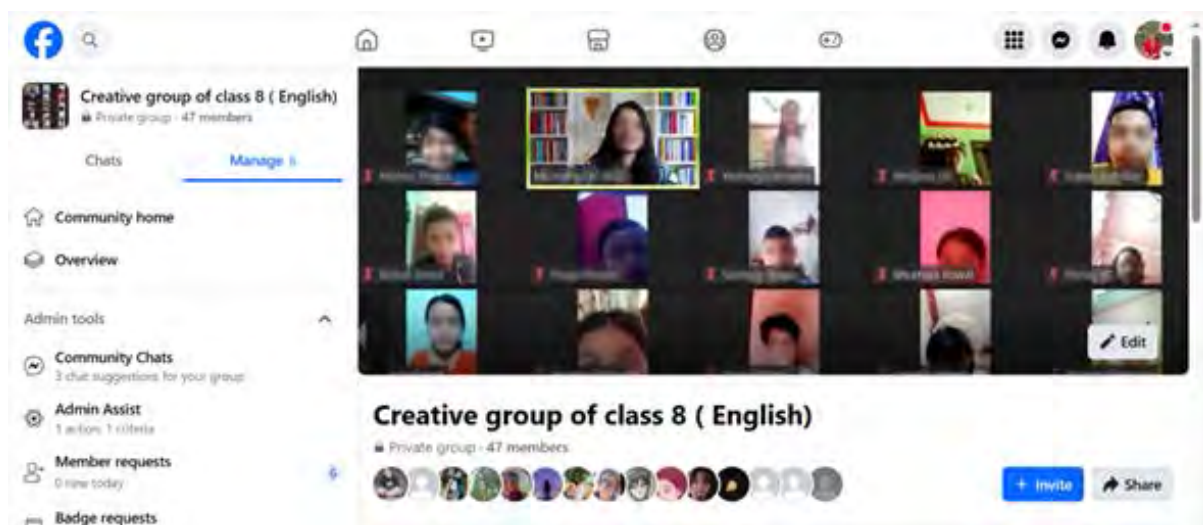 Creative group of class 8 ( English)
Private group · 47 members
Chats
Manage 6
Community home
Overview
Admin tools
Community Chats
3 chat suggestions for your group
Admin Assist
1 action, 1 criteria
Member requests
0 new today
6
Badge requests
Edit
Creative group of class 8 ( English)
Private group · 47 members
+ Invite
Share